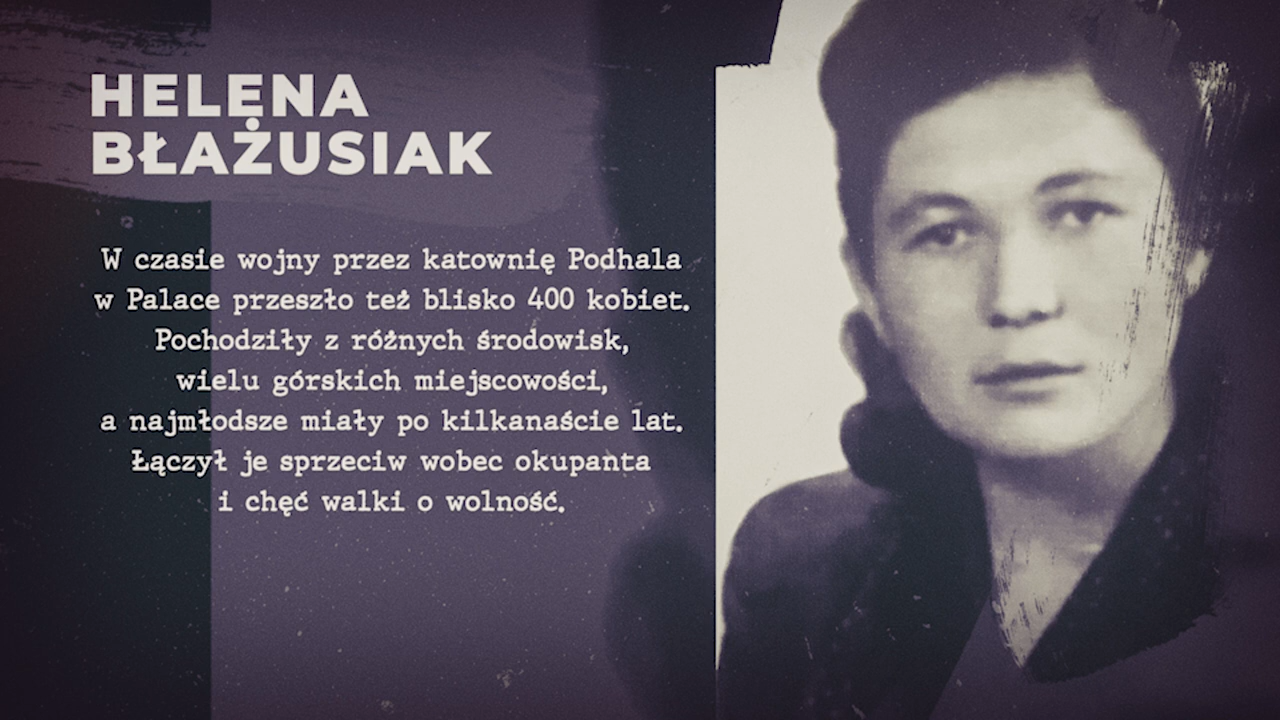 HELENA
BŁAŻUSIAK
W czasie wojny przez katownię Podhala
w Palace przeszło też blisko 400 kobiet.
Pochodziły z różnych środowisk,
wielu górskich miejscowości,
a najmłodsze miały po kilkanaście lat.
Łączył je sprzeciw wobec okupanta
i chęć walki o wolność.